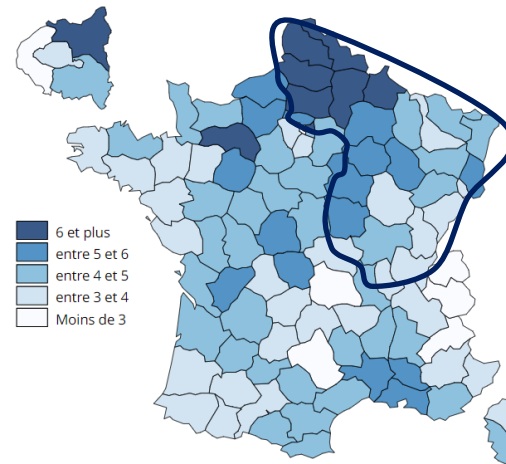 6 et plus
entre 5 et 6
entre 4 et 5
entre 3 et 4
Moins de 3